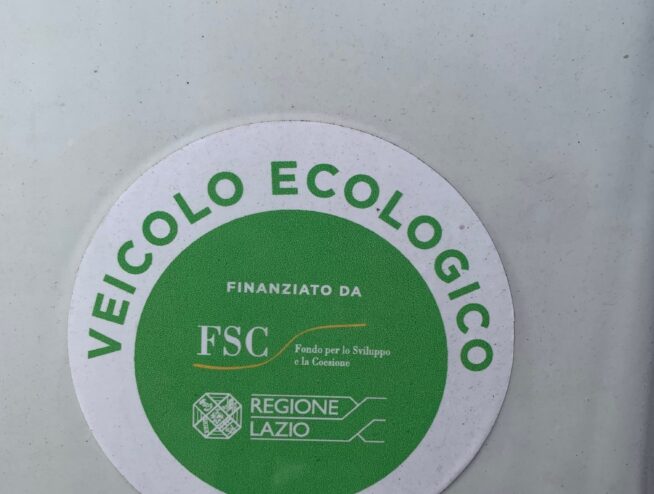 VEICOLO ECOLOGICO
FINANZIATO DA
FSC
Fondo per lo Sviluppo
e la Coesione
REGIONE
LAZIO